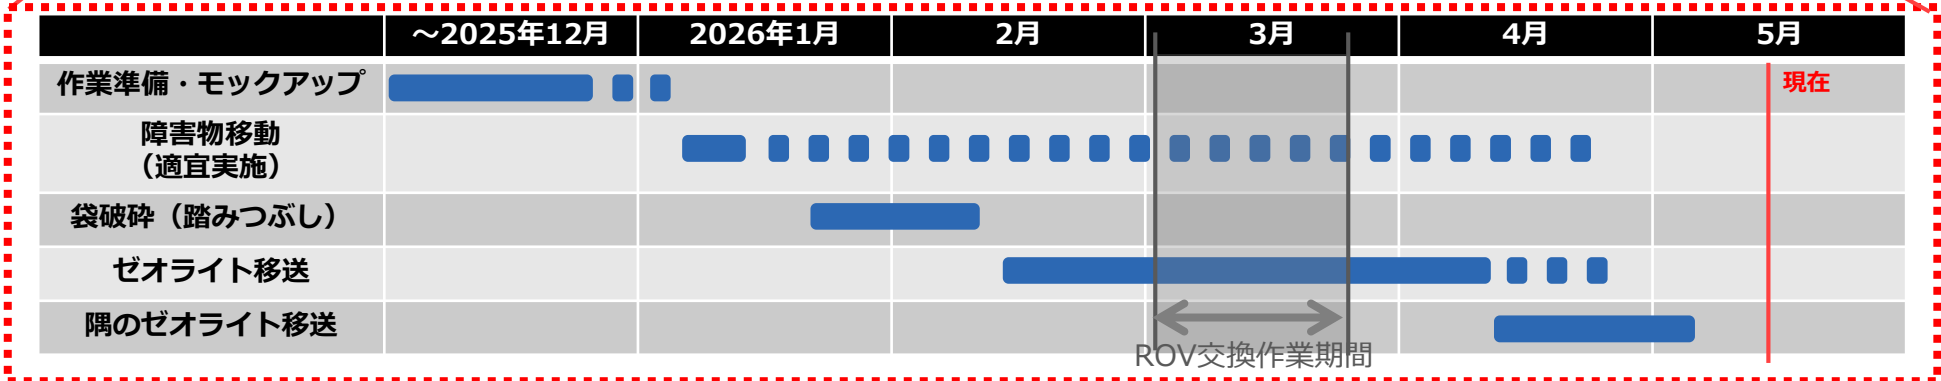 ～2025年12月 2026年1月 2月 3月 4月 5月
作業準備・モックアップ
現在
障害物移動
（適宜実施）
袋破砕（踏みつぶし）
ゼオライト移送
隅のゼオライト移送
ROV交換作業期間